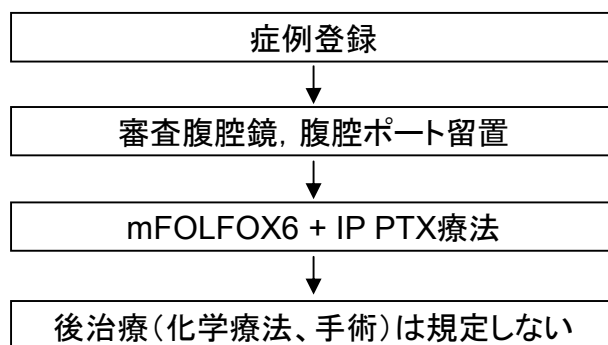 症例登録
審査腹腔鏡, 腹腔ポート留置
mFOLFOX6 + IP PTX療法
後治療(化学療法、手術)は規定しない